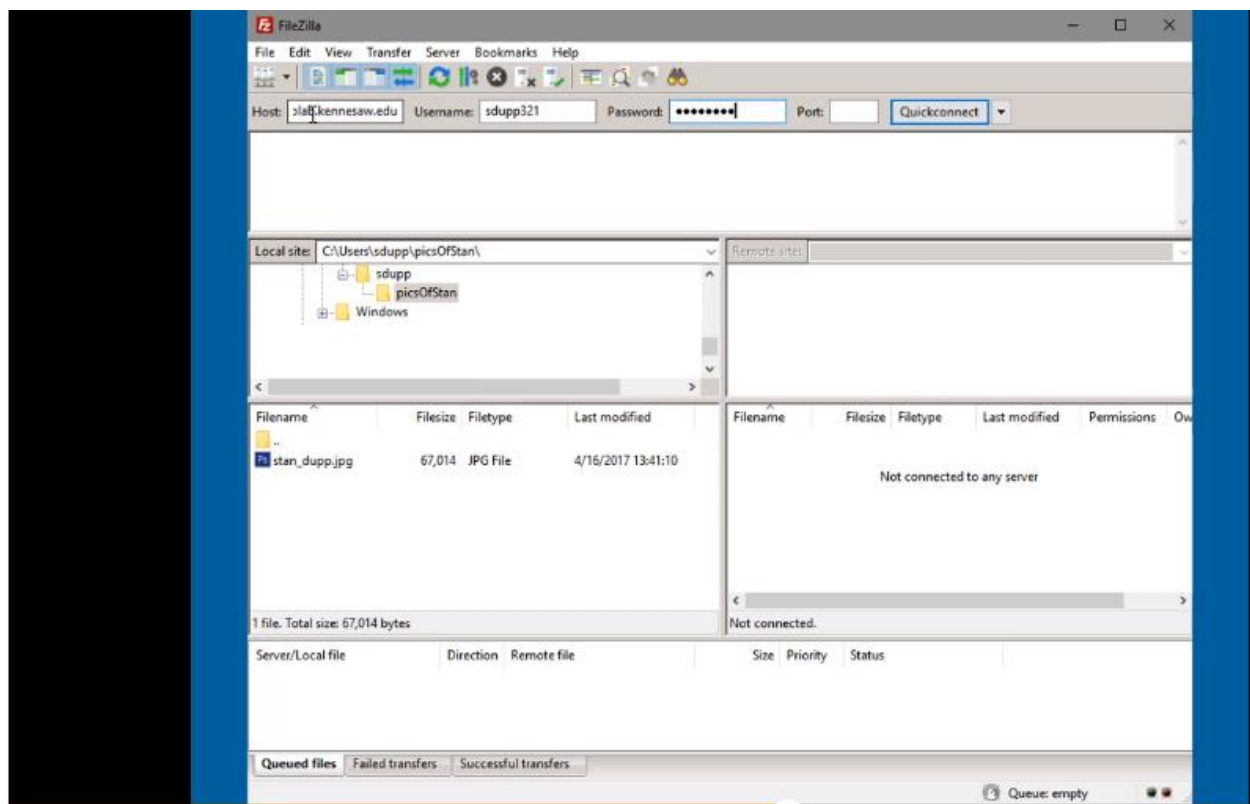 FileZilla
File Edit View Transfer Server Bookmarks Help
Host: .kennesaw.edu Username: sdupp321 Password: ●●●●●●●● Port: Quickconnect
Local site: C:\Users\sdupp\picsOfStan\ Remote site:
sdupp
picsOfStan
Windows
Filename Filesize Filetype Last modified Filename Filesize Filetype Last modified Permissions Ow
..
stan_dupp.jpg 67,014 JPG File 4/16/2017 13:41:10
Not connected to any server
1 file. Total size: 67,014 bytes Not connected.
Server/Local file Direction Remote file Size Priority Status
Queued files Failed transfers Successful transfers
Queue: empty